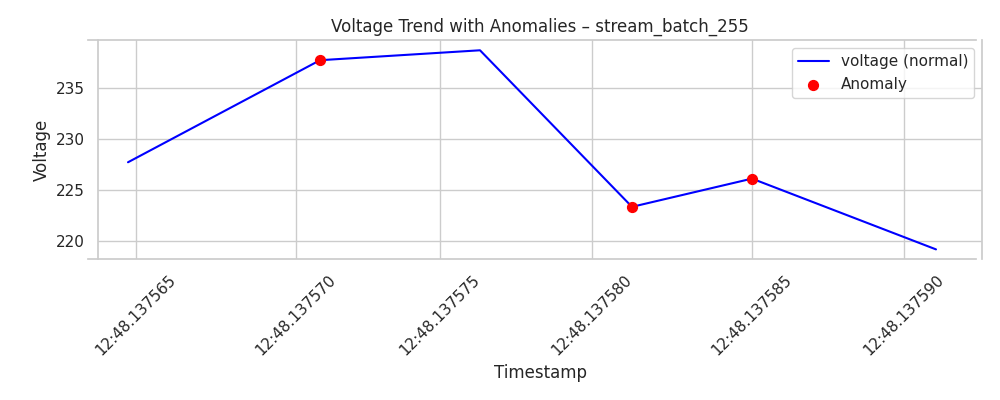 Voltage Trend with Anomalies – stream_batch_255
voltage (normal)
Anomaly
Voltage
235
230
225
220
12:48.137565
12:48.137570
12:48.137575
12:48.137580
12:48.137585
12:48.137590
Timestamp